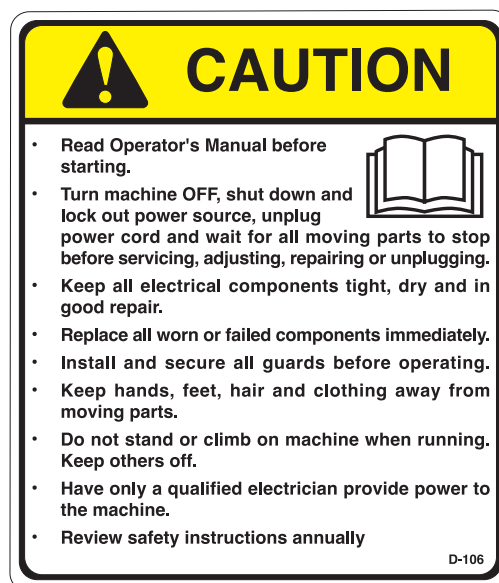 CAUTION
• Read Operator's Manual before
starting.
• Turn machine OFF, shut down and
lock out power source, unplug
power cord and wait for all moving parts to stop
before servicing, adjusting, repairing or unplugging.
• Keep all electrical components tight, dry and in
good repair.
• Replace all worn or failed components immediately.
• Install and secure all guards before operating.
• Keep hands, feet, hair and clothing away from
moving parts.
• Do not stand or climb on machine when running.
Keep others off.
• Have only a qualified electrician provide power to
the machine.
• Review safety instructions annually
D-106